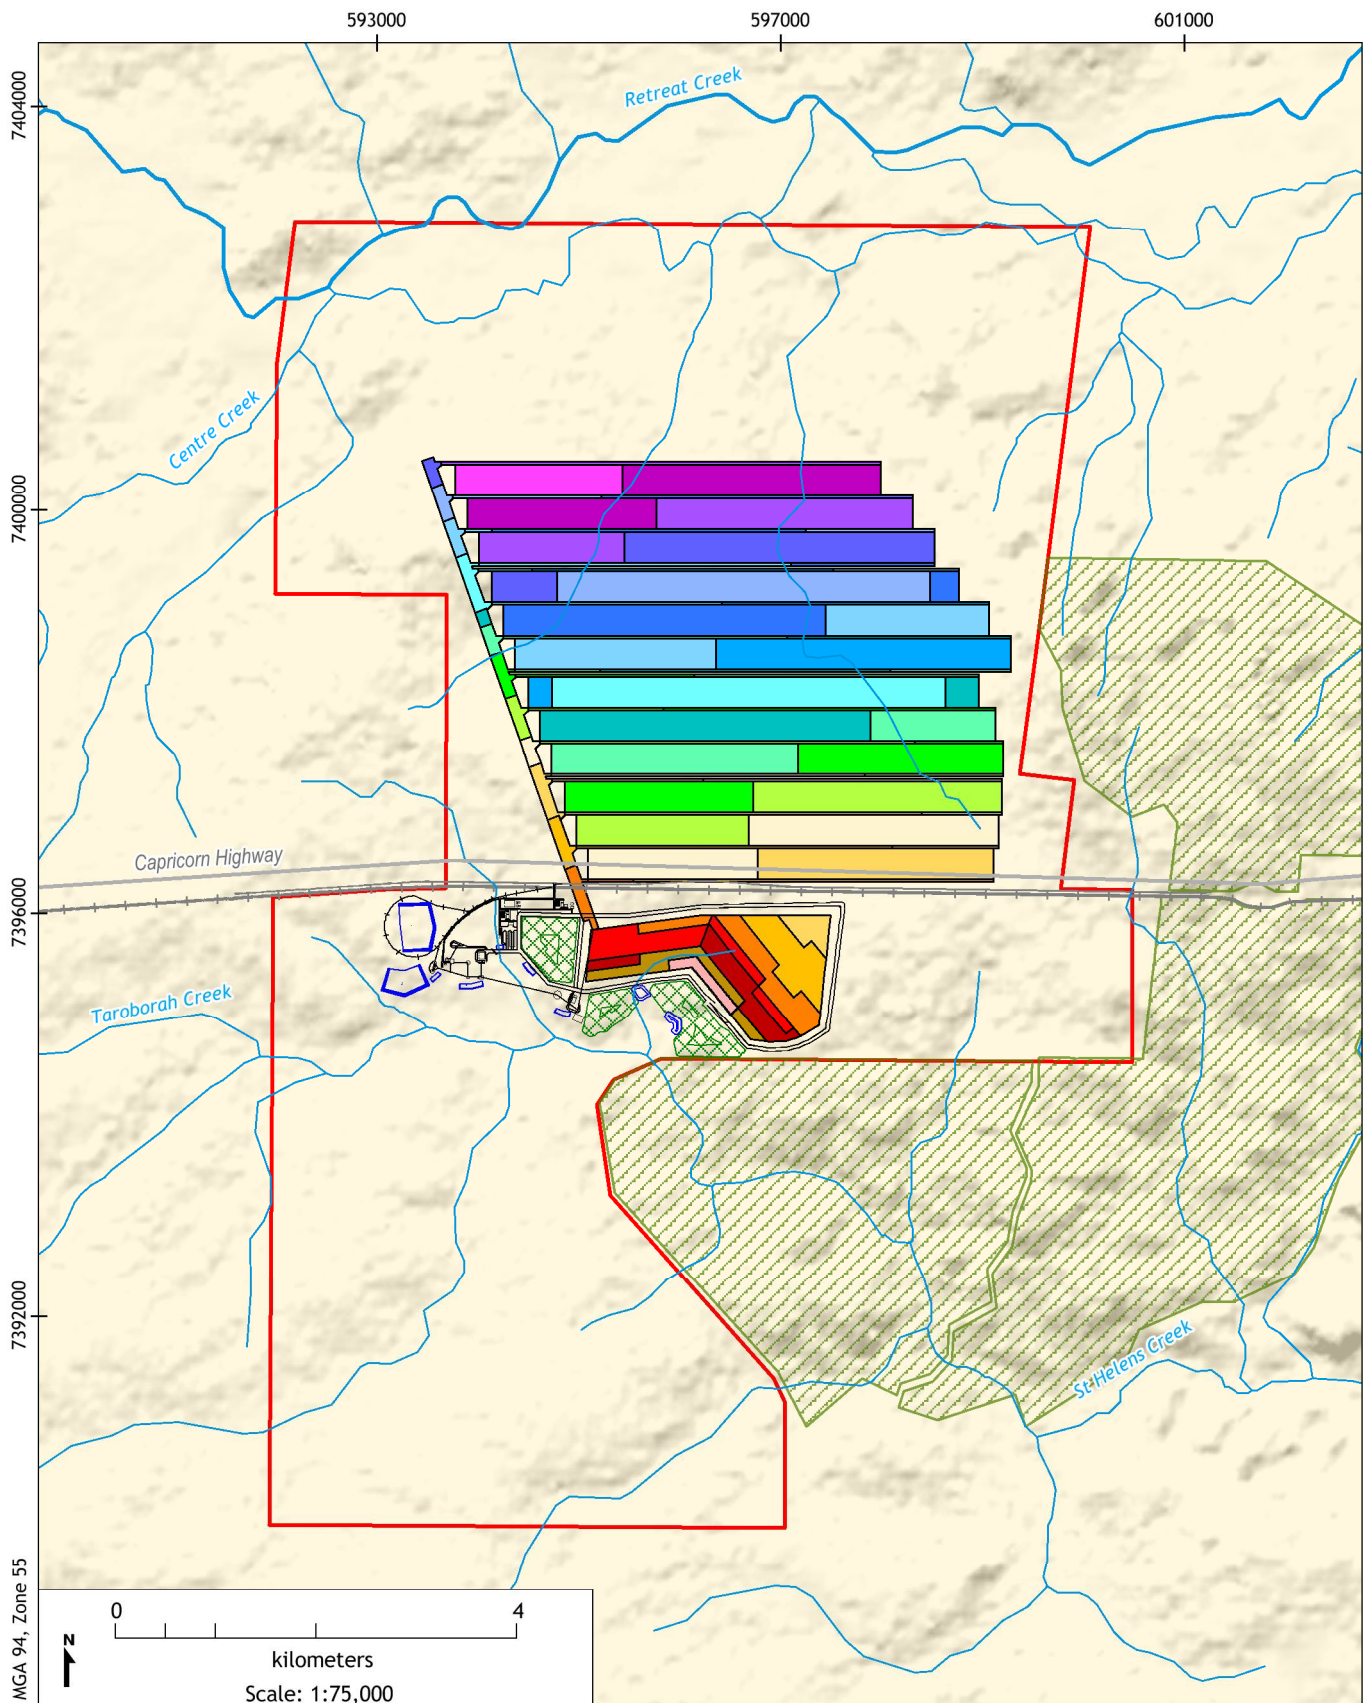 593000
597000
601000
7404000
Retreat Creek
Centre Creek
7400000
Capricorn Highway
7396000
Taroborah Creek
7392000
St Helens Creek
MGA 94, Zone 55
0 4
N
kilometers
Scale: 1:75,000